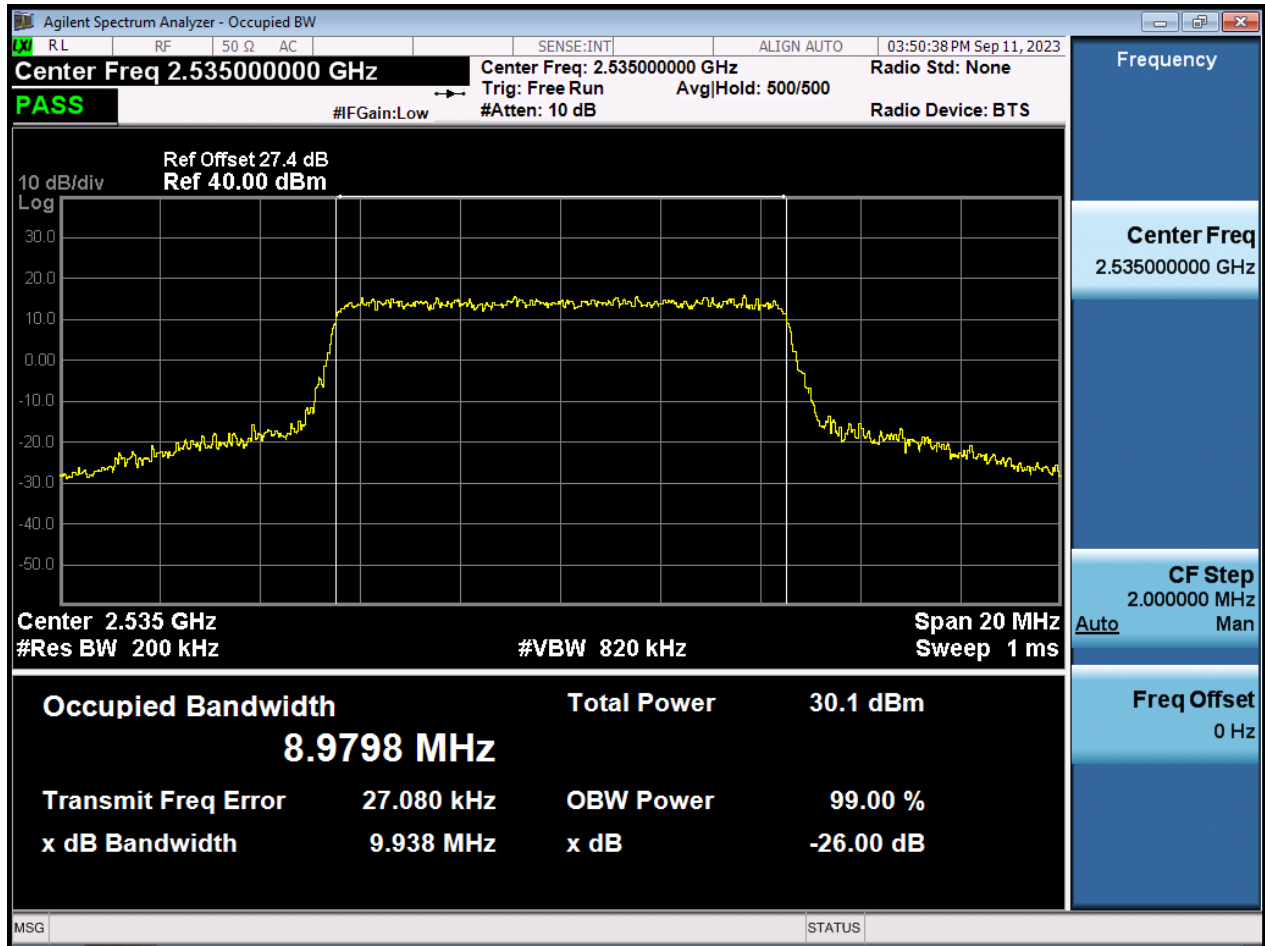 Agilent Spectrum Analyzer - Occupied BW
LXI RL RF 50 Ω AC SENSE:INT ALIGN AUTO 03:50:38 PM Sep 11, 2023
Center Freq 2.535000000 GHz
Center Freq: 2.535000000 GHz
Radio Std: None
PASS
Trig: Free Run Avg|Hold: 500/500
#IFGain:Low
#Atten: 10 dB
Radio Device: BTS
Ref Offset 27.4 dB
10 dB/div Ref 40.00 dBm
Log
30.0
20.0
10.0
0.00
-10.0
-20.0
-30.0
-40.0
-50.0
Center 2.535 GHz Span 20 MHz
#Res BW 200 kHz #VBW 820 kHz Sweep 1 ms
Occupied Bandwidth Total Power 30.1 dBm
8.9798 MHz
Transmit Freq Error 27.080 kHz OBW Power 99.00 %
x dB Bandwidth 9.938 MHz x dB -26.00 dB
Frequency
Center Freq
2.535000000 GHz
CF Step
2.000000 MHz
Auto Man
Freq Offset
0 Hz
MSG STATUS